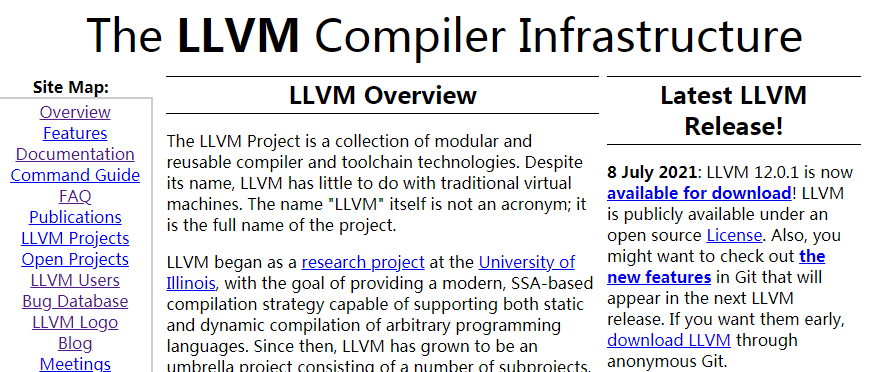 The LLVM Compiler Infrastructure
Site Map:
Overview
Features
Documentation
Command Guide
FAQ
Publications
LLVM Projects
Open Projects
LLVM Users
Bug Database
LLVM Logo
Blog
Meetings
LLVM Overview
The LLVM Project is a collection of modular and
reusable compiler and toolchain technologies. Despite
its name, LLVM has little to do with traditional virtual
machines. The name "LLVM" itself is not an acronym; it
is the full name of the project.
LLVM began as a research project at the University of
Illinois, with the goal of providing a modern, SSA-based
compilation strategy capable of supporting both static
and dynamic compilation of arbitrary programming
languages. Since then, LLVM has grown to be an
umbrella project consisting of a number of subprojects,
Latest LLVM
Release!
8 July 2021: LLVM 12.0.1 is now
available for download! LLVM
is publicly available under an
open source License. Also, you
might want to check out the
new features in Git that will
appear in the next LLVM
release. If you want them early,
download LLVM through
anonymous Git.